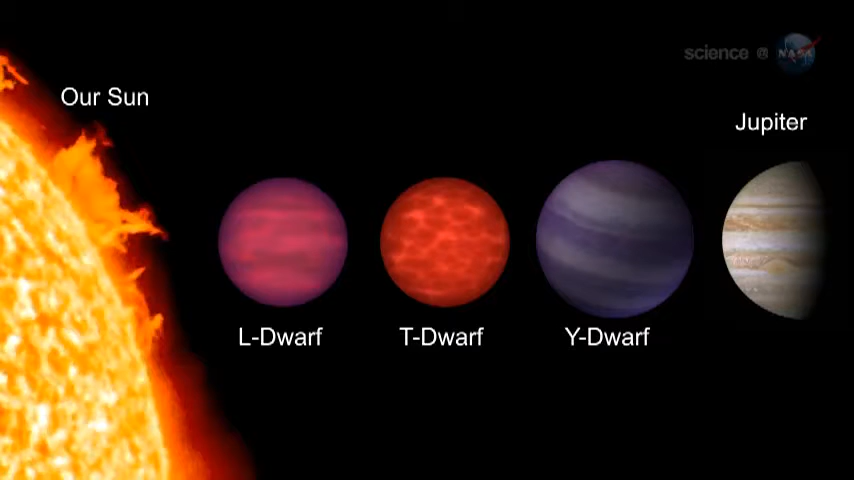 science @ NASA
Our Sun
Jupiter
L-Dwarf
T-Dwarf
Y-Dwarf